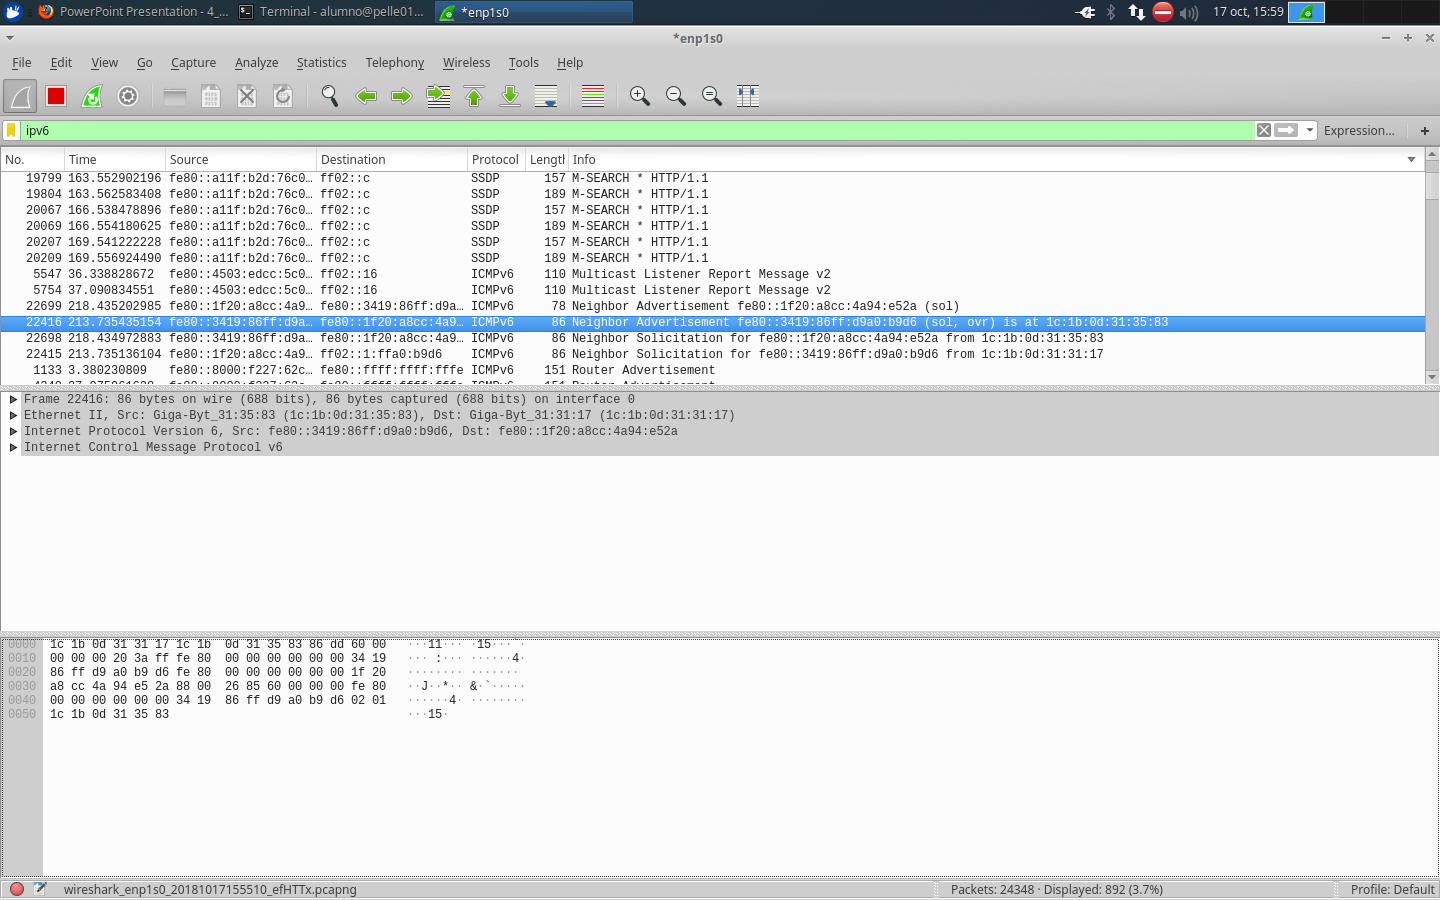 PowerPoint Presentation - 4_... Terminal - alumno@pelle01... *enp1s0 17 oct, 15:59
*enp1s0
File Edit View Go Capture Analyze Statistics Telephony Wireless Tools Help
ipv6 Expression... +
No. Time Source Destination Protocol Length Info
19799 163.552902196 fe80::a11f:b2d:76c0… ff02::c SSDP 157 M-SEARCH * HTTP/1.1
19804 163.562583408 fe80::a11f:b2d:76c0… ff02::c SSDP 189 M-SEARCH * HTTP/1.1
20067 166.538478896 fe80::a11f:b2d:76c0… ff02::c SSDP 157 M-SEARCH * HTTP/1.1
20069 166.554180625 fe80::a11f:b2d:76c0… ff02::c SSDP 189 M-SEARCH * HTTP/1.1
20207 169.541222228 fe80::a11f:b2d:76c0… ff02::c SSDP 157 M-SEARCH * HTTP/1.1
20209 169.556924490 fe80::a11f:b2d:76c0… ff02::c SSDP 189 M-SEARCH * HTTP/1.1
5547 36.338828672 fe80::4503:edcc:5c0… ff02::16 ICMPv6 110 Multicast Listener Report Message v2
5754 37.090834551 fe80::4503:edcc:5c0… ff02::16 ICMPv6 110 Multicast Listener Report Message v2
22699 218.435202985 fe80::1f20:a8cc:4a9… fe80::3419:86ff:d9a… ICMPv6 78 Neighbor Advertisement fe80::1f20:a8cc:4a94:e52a (sol)
22416 213.735435154 fe80::3419:86ff:d9a… fe80::1f20:a8cc:4a9… ICMPv6 86 Neighbor Advertisement fe80::3419:86ff:d9a0:b9d6 (sol, ovr) is at 1c:1b:0d:31:35:83
22698 218.434972883 fe80::3419:86ff:d9a… fe80::1f20:a8cc:4a9… ICMPv6 86 Neighbor Solicitation for fe80::1f20:a8cc:4a94:e52a from 1c:1b:0d:31:35:83
22415 213.735136104 fe80::1f20:a8cc:4a9… ff02::1:ffa0:b9d6 ICMPv6 86 Neighbor Solicitation for fe80::3419:86ff:d9a0:b9d6 from 1c:1b:0d:31:31:17
1133 3.380230809 fe80::8000:f227:62c… fe80::ffff:ffff:fffe ICMPv6 151 Router Advertisement
Frame 22416: 86 bytes on wire (688 bits), 86 bytes captured (688 bits) on interface 0
Ethernet II, Src: Giga-Byt_31:35:83 (1c:1b:0d:31:35:83), Dst: Giga-Byt_31:31:17 (1c:1b:0d:31:31:17)
Internet Protocol Version 6, Src: fe80::3419:86ff:d9a0:b9d6, Dst: fe80::1f20:a8cc:4a94:e52a
Internet Control Message Protocol v6
0000 1c 1b 0d 31 31 17 1c 1b 0d 31 35 83 86 dd 60 00 ···11··· ·15···`·
0010 00 00 00 20 3a ff fe 80 00 00 00 00 00 00 34 19 ··· :··· ······4·
0020 86 ff d9 a0 b9 d6 fe 80 00 00 00 00 00 00 1f 20 ········ ·······
0030 a8 cc 4a 94 e5 2a 88 00 26 85 60 00 00 00 fe 80 ··J··*·· &·`·····
0040 00 00 00 00 00 00 34 19 86 ff d9 a0 b9 d6 02 01 ······4· ········
0050 1c 1b 0d 31 35 83 ···15·
wireshark_enp1s0_20181017155510_efHTTx.pcapng Packets: 24348 · Displayed: 892 (3.7%) Profile: Default